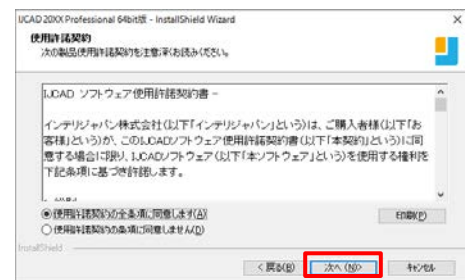 IJCAD 20XX Professional 64bit版 - InstallShield Wizard
使用許諾契約
次の製品使用許諾契約を注意深くお読みください。
IJCAD ソフトウェア使用許諾契約書 –
インテリジャパン株式会社(以下「インテリジャパン」という)は、ご購入者様(以下「お
客様」という)が、このIJCADソフトウェア使用許諾契約書(以下「本契約」という)に同
意する場合に限り、IJCADソフトウェア(以下「本ソフトウェア」という)を使用する権利を
下記条項に基づき許諾します。
使用許諾契約の全条項に同意します(A)
印刷(P)
使用許諾契約の条項に同意しません(D)
InstallShield
< 戻る(B)
次へ(N)>
キャンセル